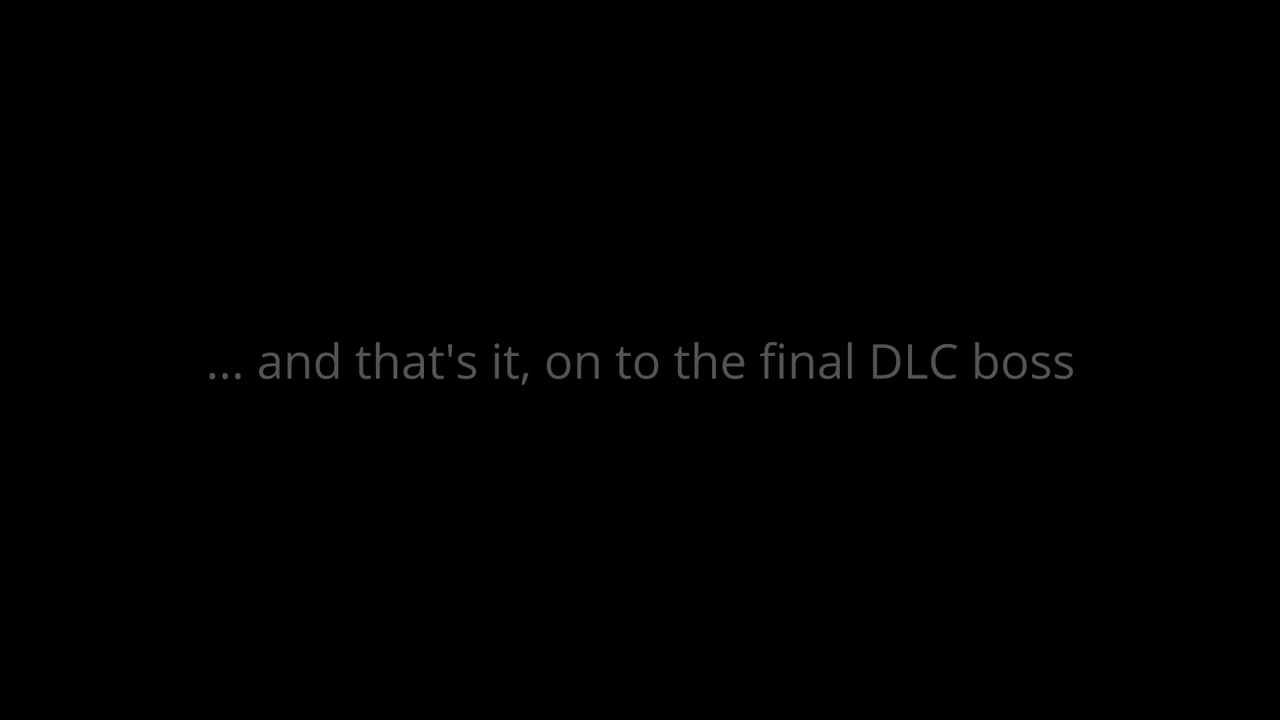 ... and that's it, on to the final DLC boss